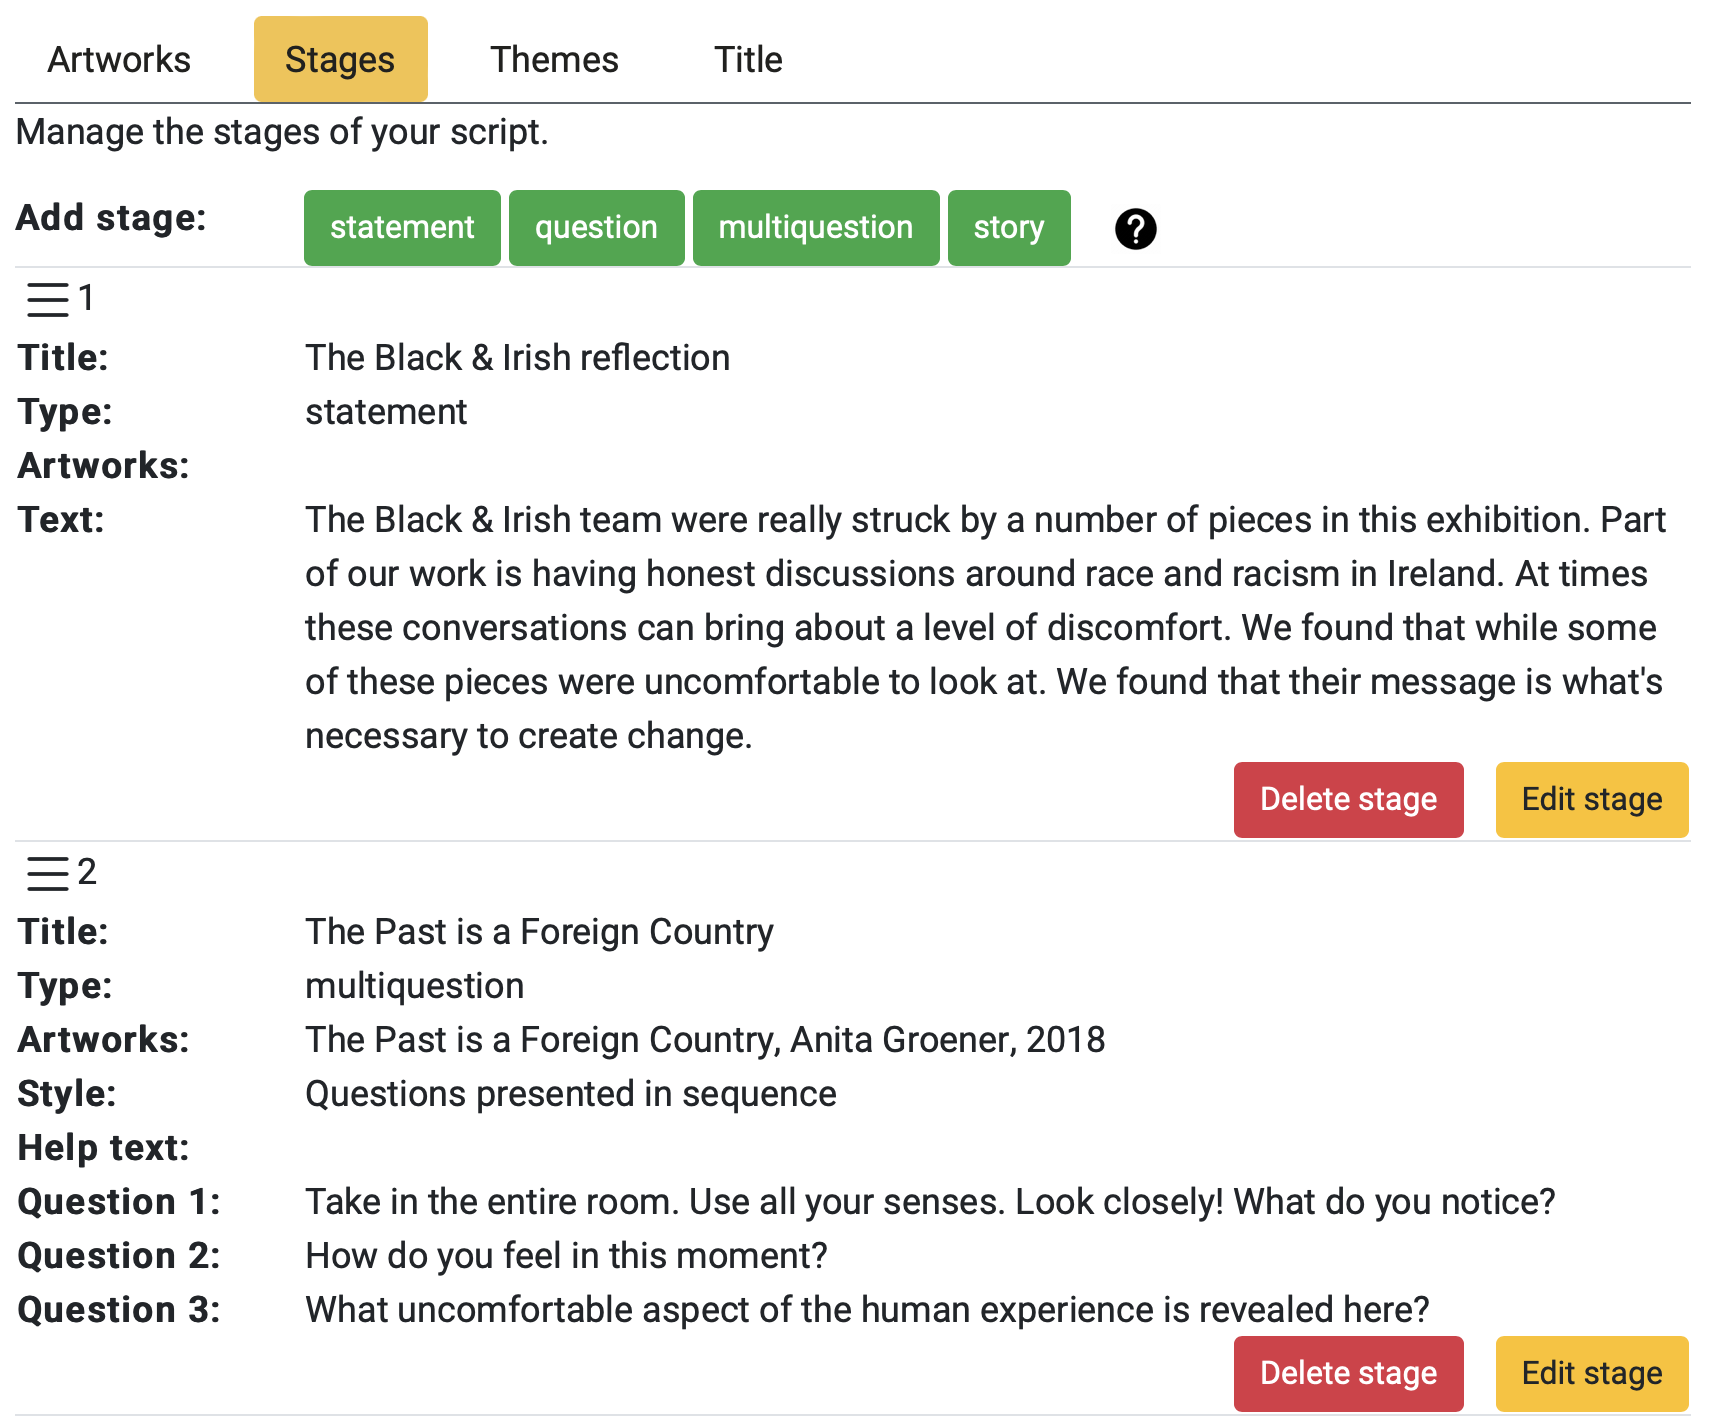 Artworks Stages Themes Title
Manage the stages of your script.
Add stage: statement question multiquestion story ?
1
Title: The Black & Irish reflection
Type: statement
Artworks:
Text: The Black & Irish team were really struck by a number of pieces in this exhibition. Part
of our work is having honest discussions around race and racism in Ireland. At times
these conversations can bring about a level of discomfort. We found that while some
of these pieces were uncomfortable to look at. We found that their message is what's
necessary to create change.
Delete stage Edit stage
2
Title: The Past is a Foreign Country
Type: multiquestion
Artworks: The Past is a Foreign Country, Anita Groener, 2018
Style: Questions presented in sequence
Help text:
Question 1: Take in the entire room. Use all your senses. Look closely! What do you notice?
Question 2: How do you feel in this moment?
Question 3: What uncomfortable aspect of the human experience is revealed here?
Delete stage Edit stage